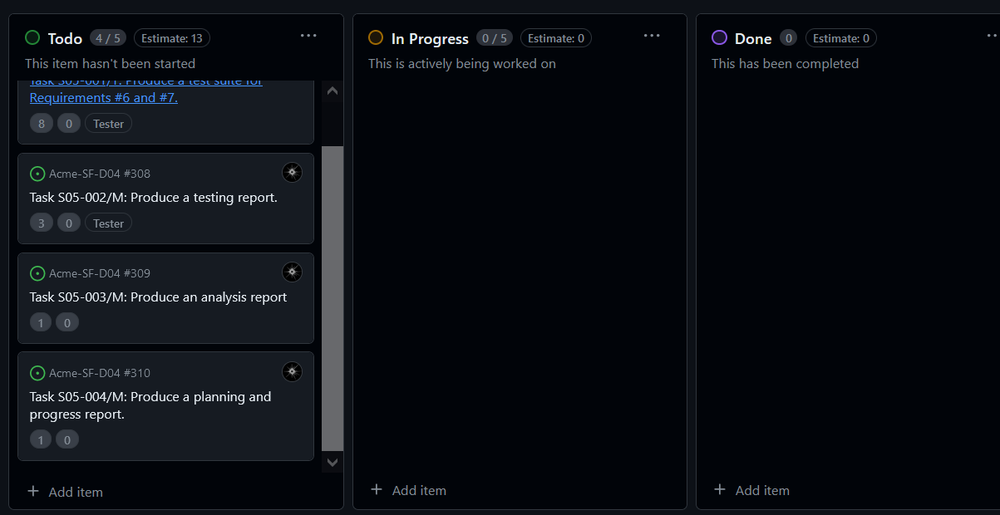 Todo 4 / 5 Estimate: 13
This item hasn't been started
Task S05-001/T: Produce a test suite for
Requirements #6 and #7.
8 0 Tester
Acme-SF-D04 #308
Task S05-002/M: Produce a testing report.
3 0 Tester
Acme-SF-D04 #309
Task S05-003/M: Produce an analysis report
1 0
Acme-SF-D04 #310
Task S05-004/M: Produce a planning and
progress report.
1 0
+ Add item
In Progress 0 / 5 Estimate: 0
This is actively being worked on
+ Add item
Done 0 Estimate: 0
This has been completed
+ Add item